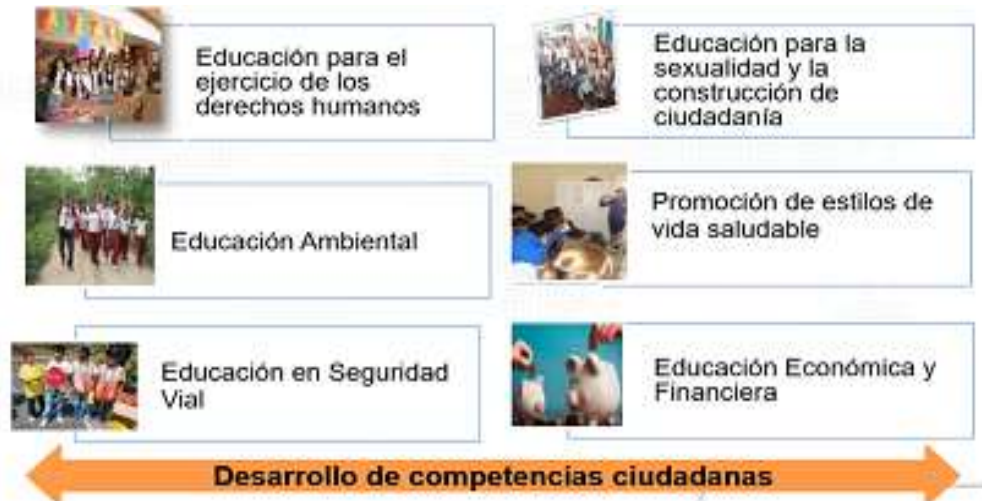 Educación para el
ejercicio de los
derechos humanos
Educación para la
sexualidad y la
construcción de
ciudadanía
Educación Ambiental
Promoción de estilos de
vida saludable
Educación en Seguridad
Vial
Educación Económica y
Financiera
Desarrollo de competencias ciudadanas